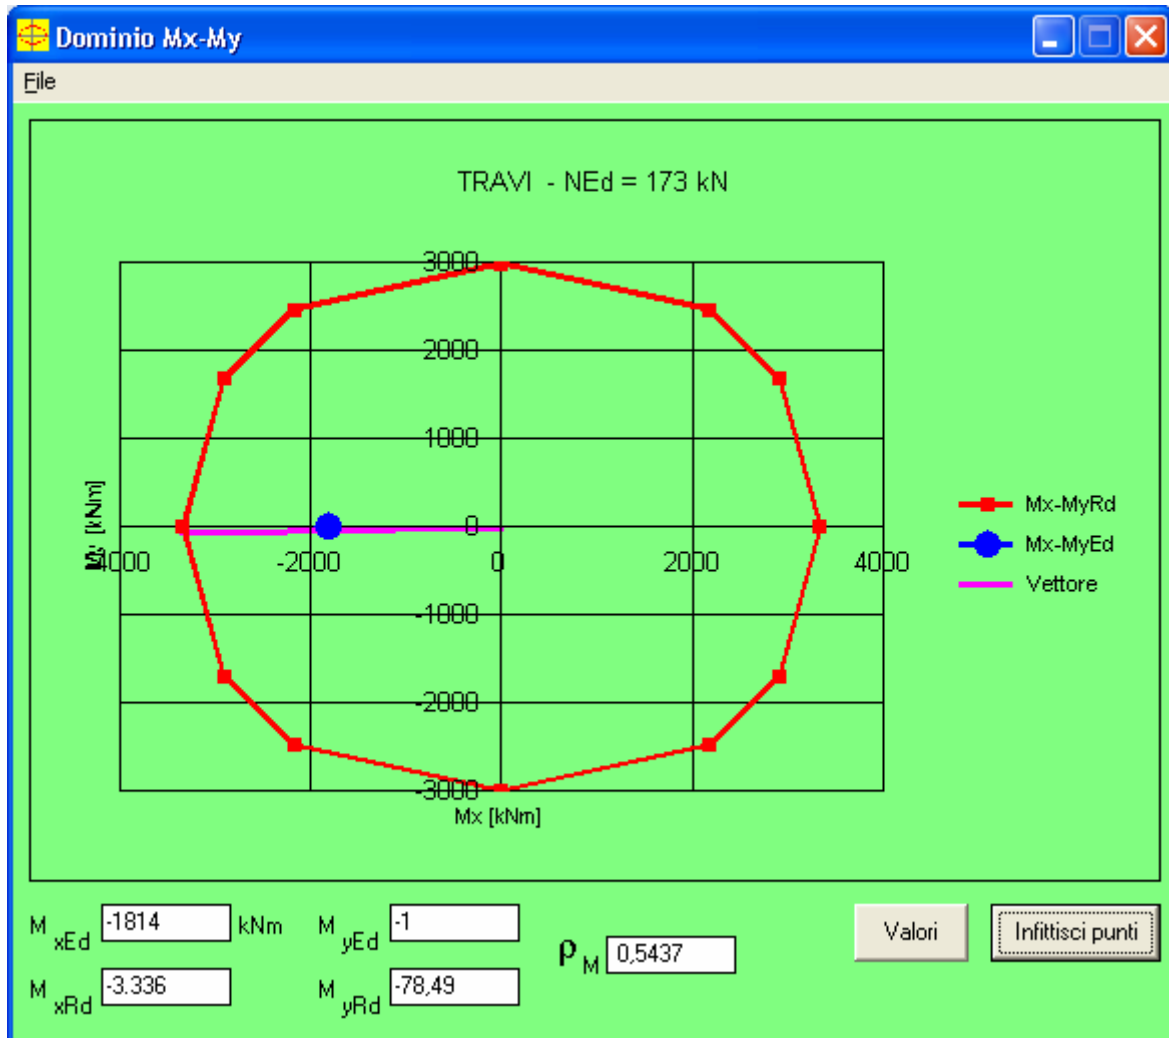 Dominio Mx-My
File
TRAVI - NEd = 173 kN
3000
2000
1000
0
-4000 -2000 0 2000 4000
-1000
-2000
-3000
[kNm]
Mx [kNm]
Mx-MyRd
Mx-MyEd
Vettore
M xEd -1814 kNm M yEd -1
ρ M 0,5437
Valori Infittisci punti
M xRd -3.336 M yRd -78,49